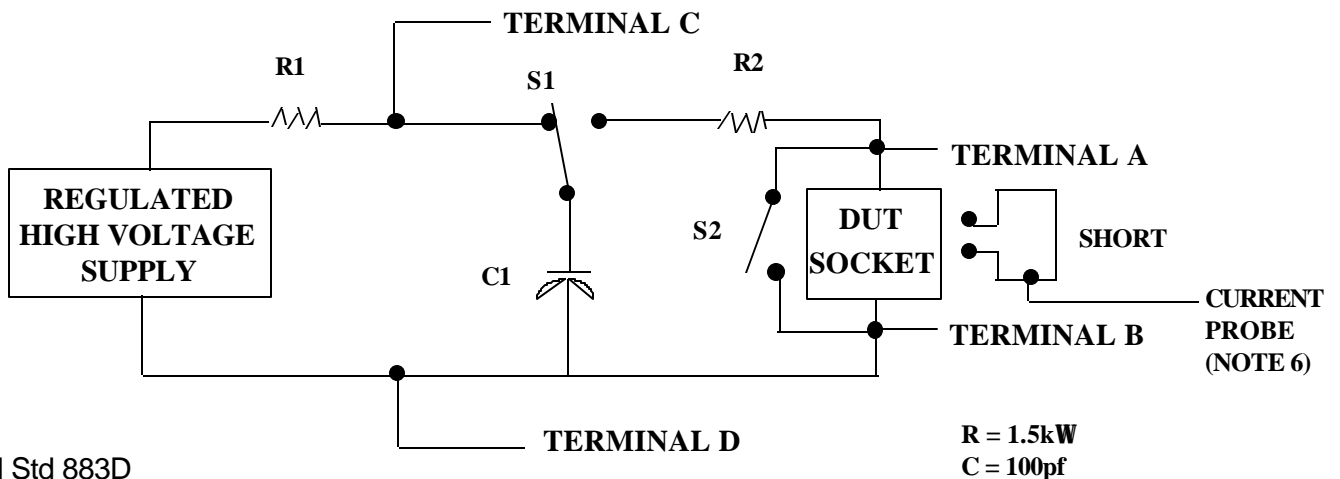 TERMINAL C
R1
S1
R2
TERMINAL A
REGULATED
HIGH VOLTAGE
SUPPLY
S2
DUT
SOCKET
SHORT
C1
CURRENT
PROBE
(NOTE 6)
TERMINAL B
TERMINAL D
R = 1.5kW
C = 100pf
Std 883D